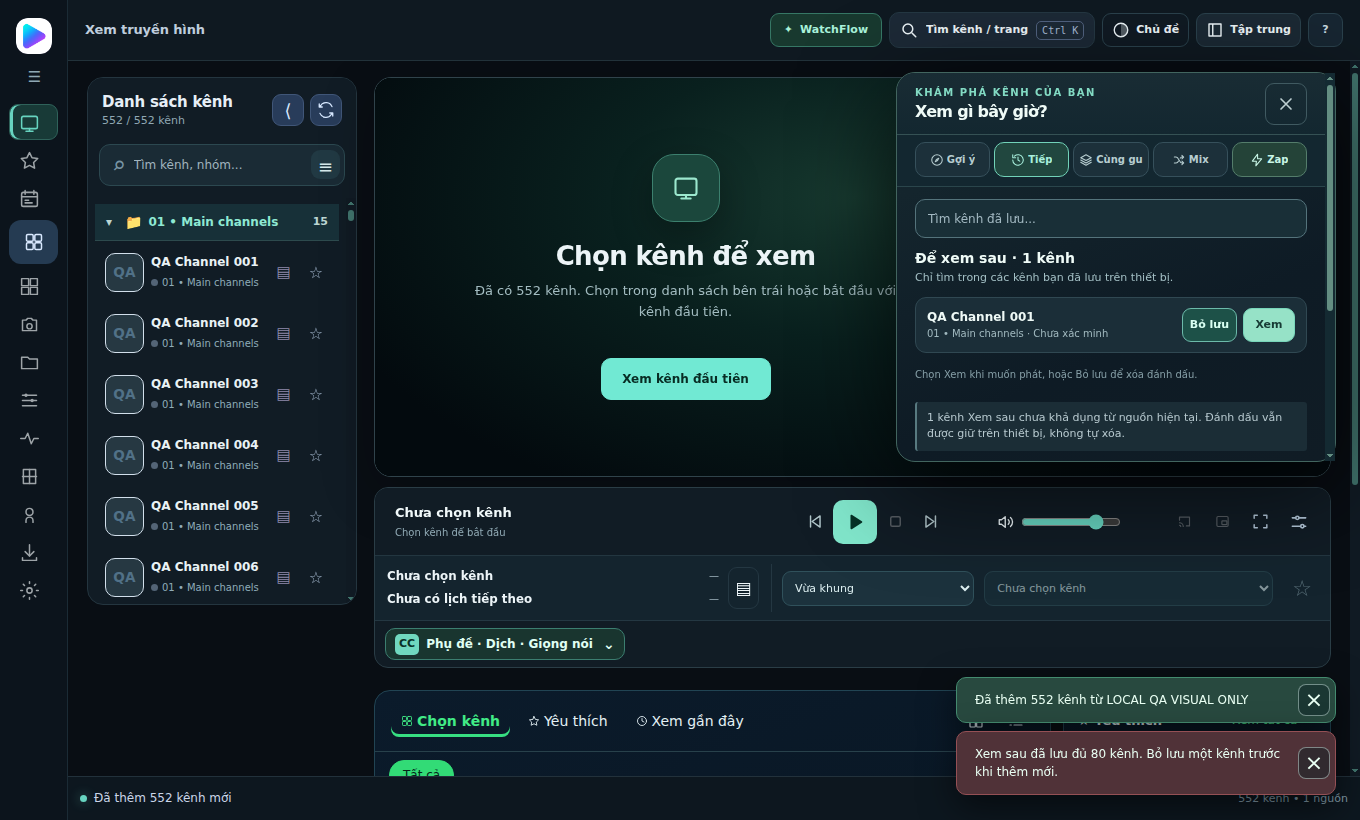 Xem truyền hình
✦ WatchFlow
Tìm kênh / trang Ctrl K
Chủ đề
Tập trung
?
Danh sách kênh
552 / 552 kênh
Tìm kênh, nhóm...
01 • Main channels 15
QA QA Channel 001
01 • Main channels
QA QA Channel 002
01 • Main channels
QA QA Channel 003
01 • Main channels
QA QA Channel 004
01 • Main channels
QA QA Channel 005
01 • Main channels
QA QA Channel 006
01 • Main channels
Chọn kênh để xem
Đã có 552 kênh. Chọn trong danh sách bên trái hoặc bắt đầu với
kênh đầu tiên.
Xem kênh đầu tiên
KHÁM PHÁ KÊNH CỦA BẠN
Xem gì bây giờ?
Gợi ý
Tiếp
Cùng gu
Mix
Zap
Tìm kênh đã lưu...
Để xem sau · 1 kênh
Chỉ tìm trong các kênh bạn đã lưu trên thiết bị.
QA Channel 001
01 • Main channels · Chưa xác minh
Bỏ lưu
Xem
Chọn Xem khi muốn phát, hoặc Bỏ lưu để xóa đánh dấu.
1 kênh Xem sau chưa khả dụng từ nguồn hiện tại. Đánh dấu vẫn
được giữ trên thiết bị, không tự xóa.
Chưa chọn kênh
Chọn kênh để bắt đầu
Chưa chọn kênh —
Chưa có lịch tiếp theo —
Vừa khung
Chưa chọn kênh
CC Phụ đề · Dịch · Giọng nói
Chọn kênh
Yêu thích
Xem gần đây
Tất cả
Đã thêm 552 kênh từ LOCAL QA VISUAL ONLY
Xem sau đã lưu đủ 80 kênh. Bỏ lưu một kênh trước
khi thêm mới.
Đã thêm 552 kênh mới
552 kênh • 1 nguồn